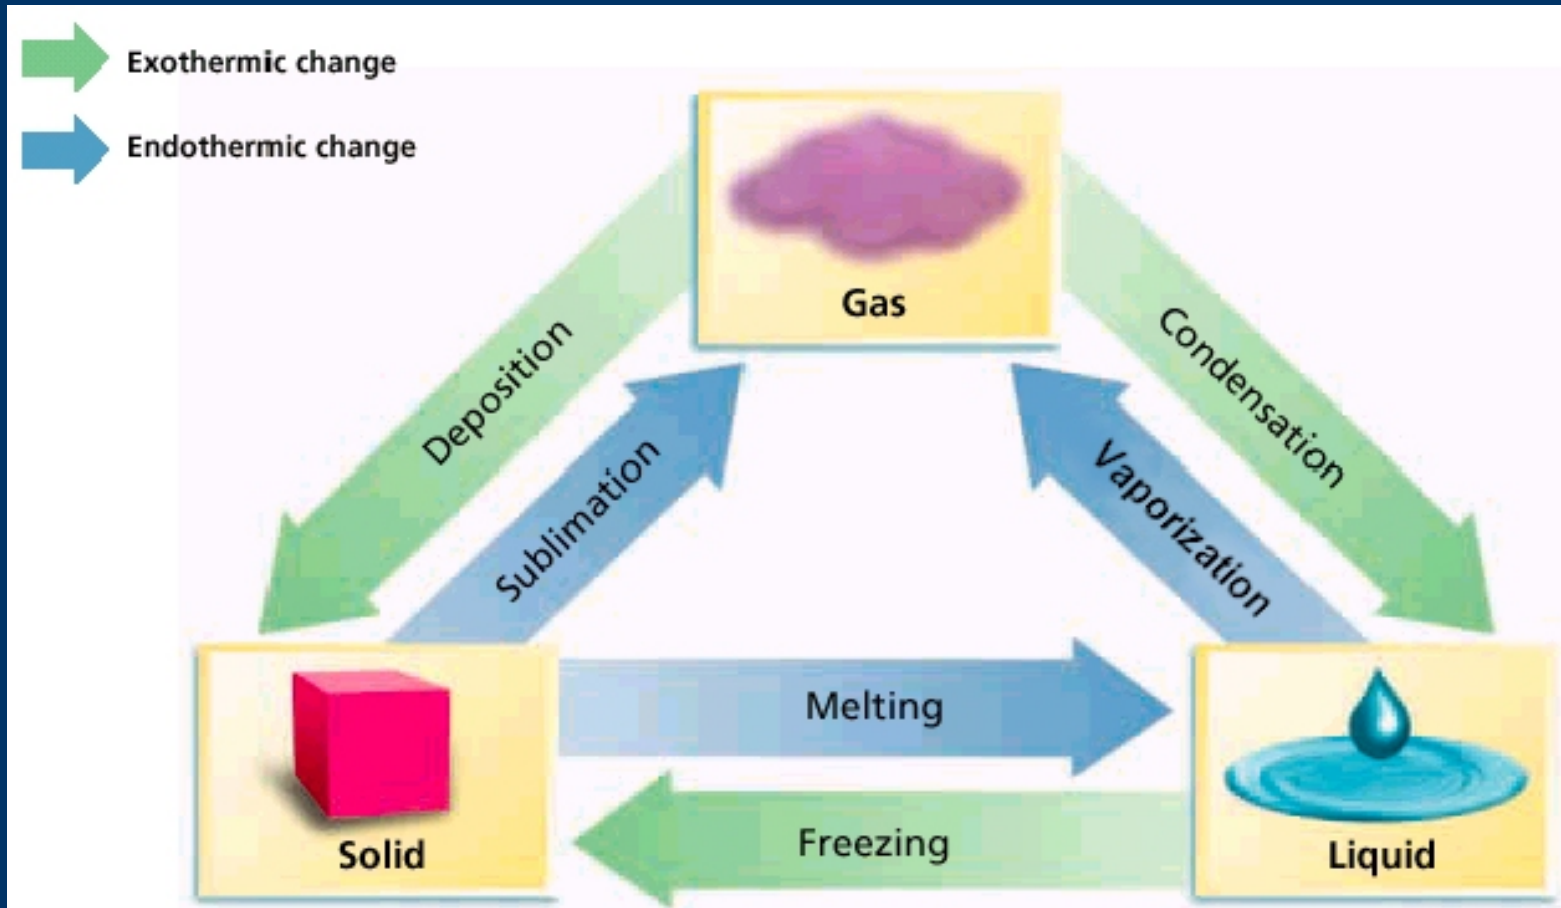 Exothermic change
Endothermic change
Gas
Deposition
Condensation
Sublimation
Vaporization
Melting
Freezing
Solid
Liquid